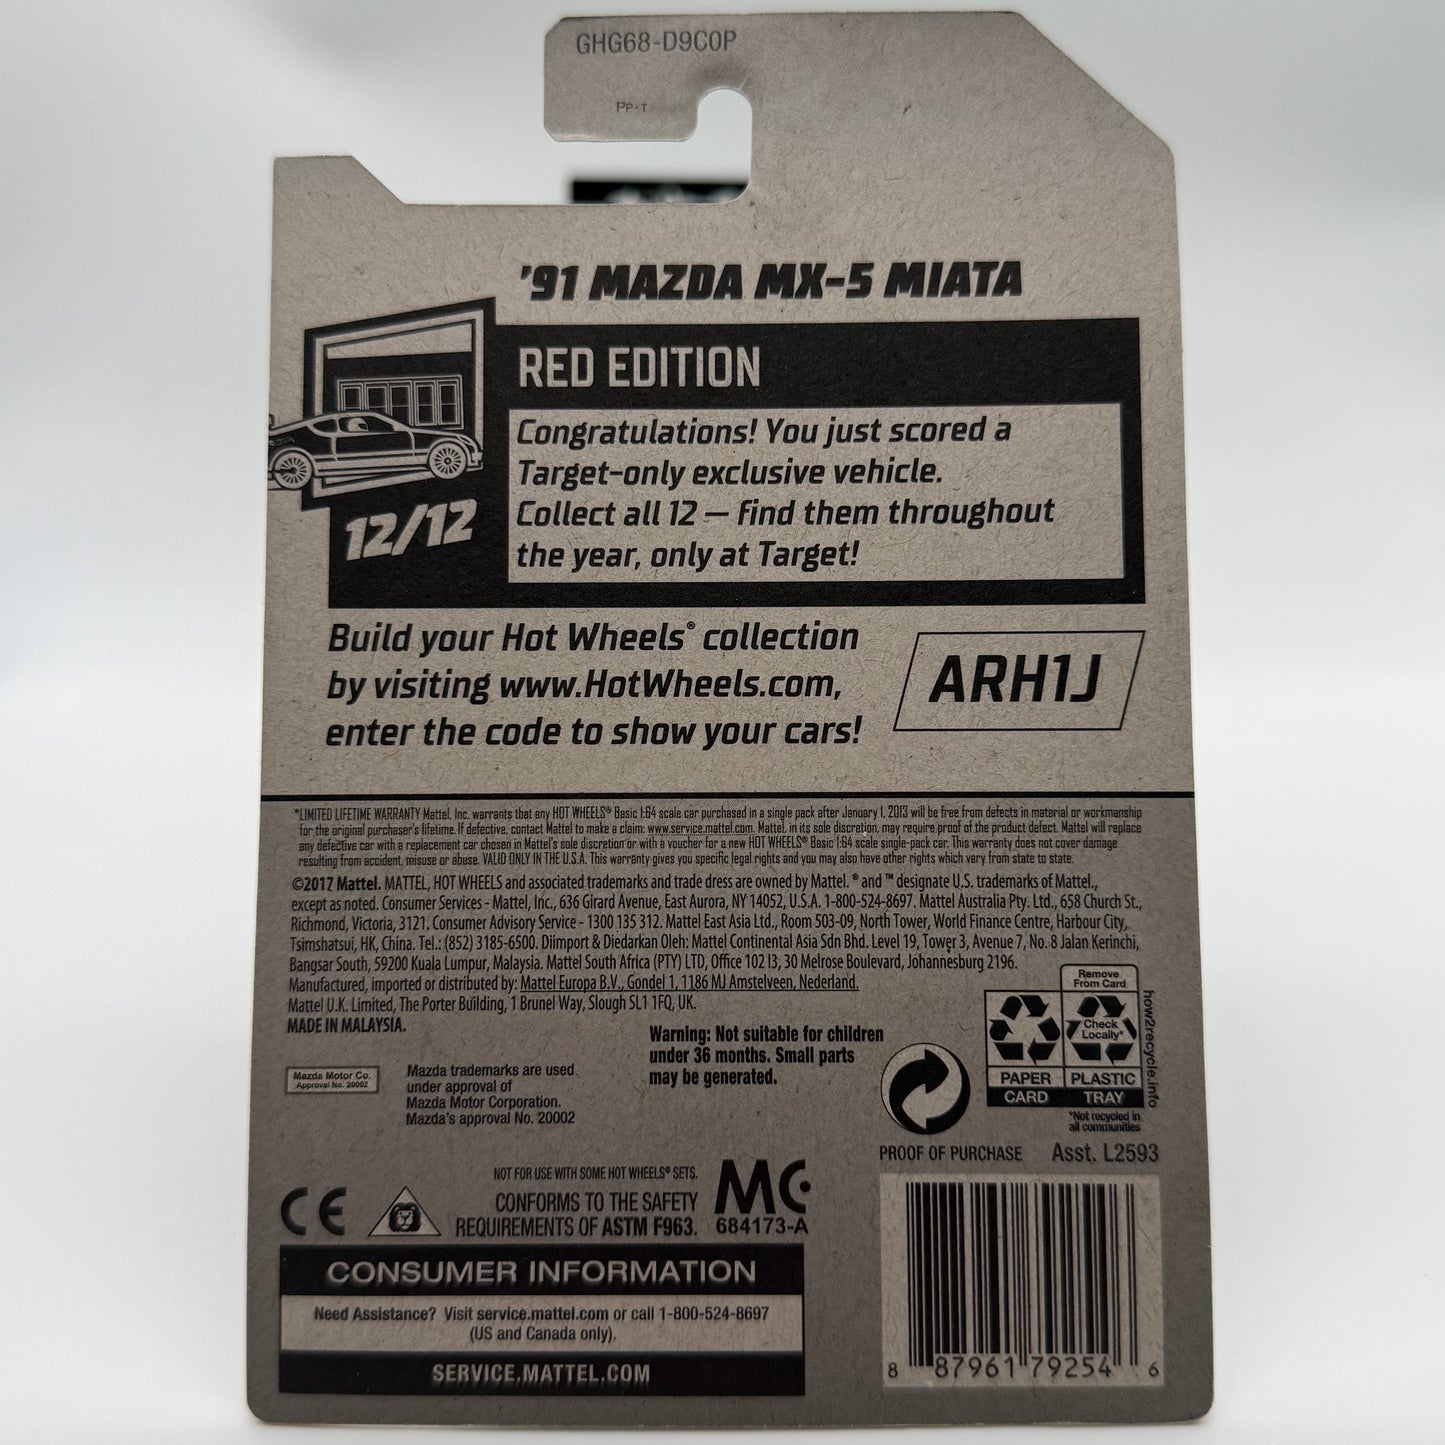 GHG68-D9C0P
PP-T
'91 MAZDA MX-5 MIATA
RED EDITION
12/12
Congratulations! You just scored a
Target-only exclusive vehicle.
Collect all 12 — find them throughout
the year, only at Target!
Build your Hot Wheels® collection
by visiting www.HotWheels.com,
enter the code to show your cars!
ARH1J
*LIMITED LIFETIME WARRANTY Mattel, Inc. warrants that any HOT WHEELS® Basic 1:64 scale car purchased in a single pack after January 1, 2013 will be free from defects in material or workmanship
for the original purchaser's lifetime. If defective, contact Mattel to make a claim: www.service.mattel.com. Mattel, in its sole discretion, may require proof of the product defect. Mattel will replace
any defective car with a replacement car chosen in Mattel's sole discretion or with a voucher for a new HOT WHEELS® Basic 1:64 scale single-pack car. This warranty does not cover damage
resulting from accident, misuse or abuse. VALID ONLY IN THE U.S.A. This warranty gives you specific legal rights and you may also have other rights which vary from state to state.
©2017 Mattel. MATTEL, HOT WHEELS and associated trademarks and trade dress are owned by Mattel. ® and ™ designate U.S. trademarks of Mattel.,
except as noted. Consumer Services - Mattel, Inc., 636 Girard Avenue, East Aurora, NY 14052, U.S.A. 1-800-524-8697. Mattel Australia Pty. Ltd., 658 Church St.,
Richmond, Victoria, 3121. Consumer Advisory Service - 1300 135 312. Mattel East Asia Ltd., Room 503-09, North Tower, World Finance Centre, Harbour City,
Tsimshatsui, HK, China. Tel.: (852) 3185-6500. Diimport & Diedarkan Oleh: Mattel Continental Asia Sdn Bhd. Level 19, Tower 3, Avenue 7, No. 8 Jalan Kerinchi,
Bangsar South, 59200 Kuala Lumpur, Malaysia. Mattel South Africa (PTY) LTD, Office 102 I3, 30 Melrose Boulevard, Johannesburg 2196.
Manufactured, imported or distributed by: Mattel Europa B.V., Gondel 1, 1186 MJ Amstelveen, Nederland.
Mattel U.K. Limited, The Porter Building, 1 Brunel Way, Slough SL1 1FQ, UK.
MADE IN MALAYSIA.
Warning: Not suitable for children
under 36 months. Small parts
may be generated.
Mazda Motor Co.
Approval No. 20002
Mazda trademarks are used
under approval of
Mazda Motor Corporation.
Mazda's approval No. 20002
Remove
From Card
Check
Locally*
PAPER
CARD
PLASTIC
TRAY
how2recycle.info
*Not recycled in
all communities
PROOF OF PURCHASE
Asst. L2593
NOT FOR USE WITH SOME HOT WHEELS® SETS.
CONFORMS TO THE SAFETY
REQUIREMENTS OF ASTM F963.
CE
MC
684173-A
CONSUMER INFORMATION
Need Assistance? Visit service.mattel.com or call 1-800-524-8697
(US and Canada only).
SERVICE.MATTEL.COM
8 87961 79254 6